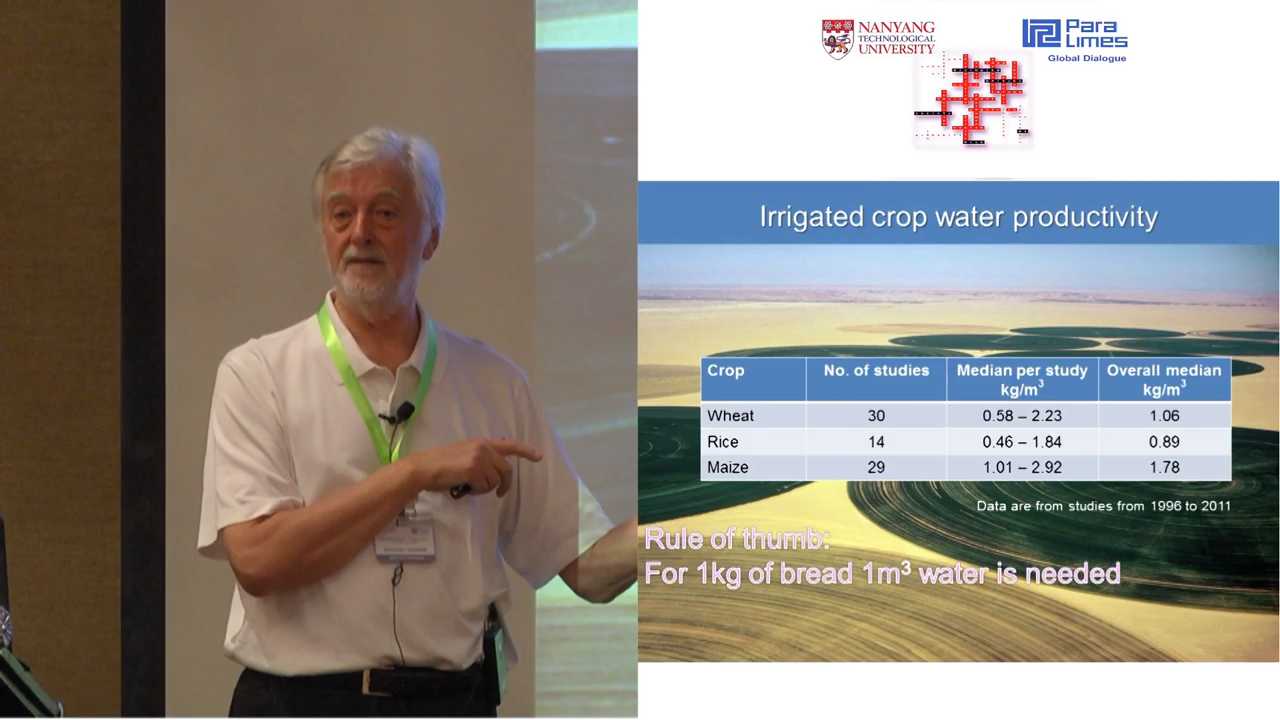 NANYANG
TECHNOLOGICAL
UNIVERSITY
Para
Limes
Global Dialogue
Irrigated crop water productivity
Crop No. of studies Median per study kg/m³ Overall median kg/m³
Wheat 30 0.58 – 2.23 1.06
Rice 14 0.46 – 1.84 0.89
Maize 29 1.01 – 2.92 1.78
Data are from studies from 1996 to 2011
Rule of thumb:
For 1kg of bread 1m³ water is needed